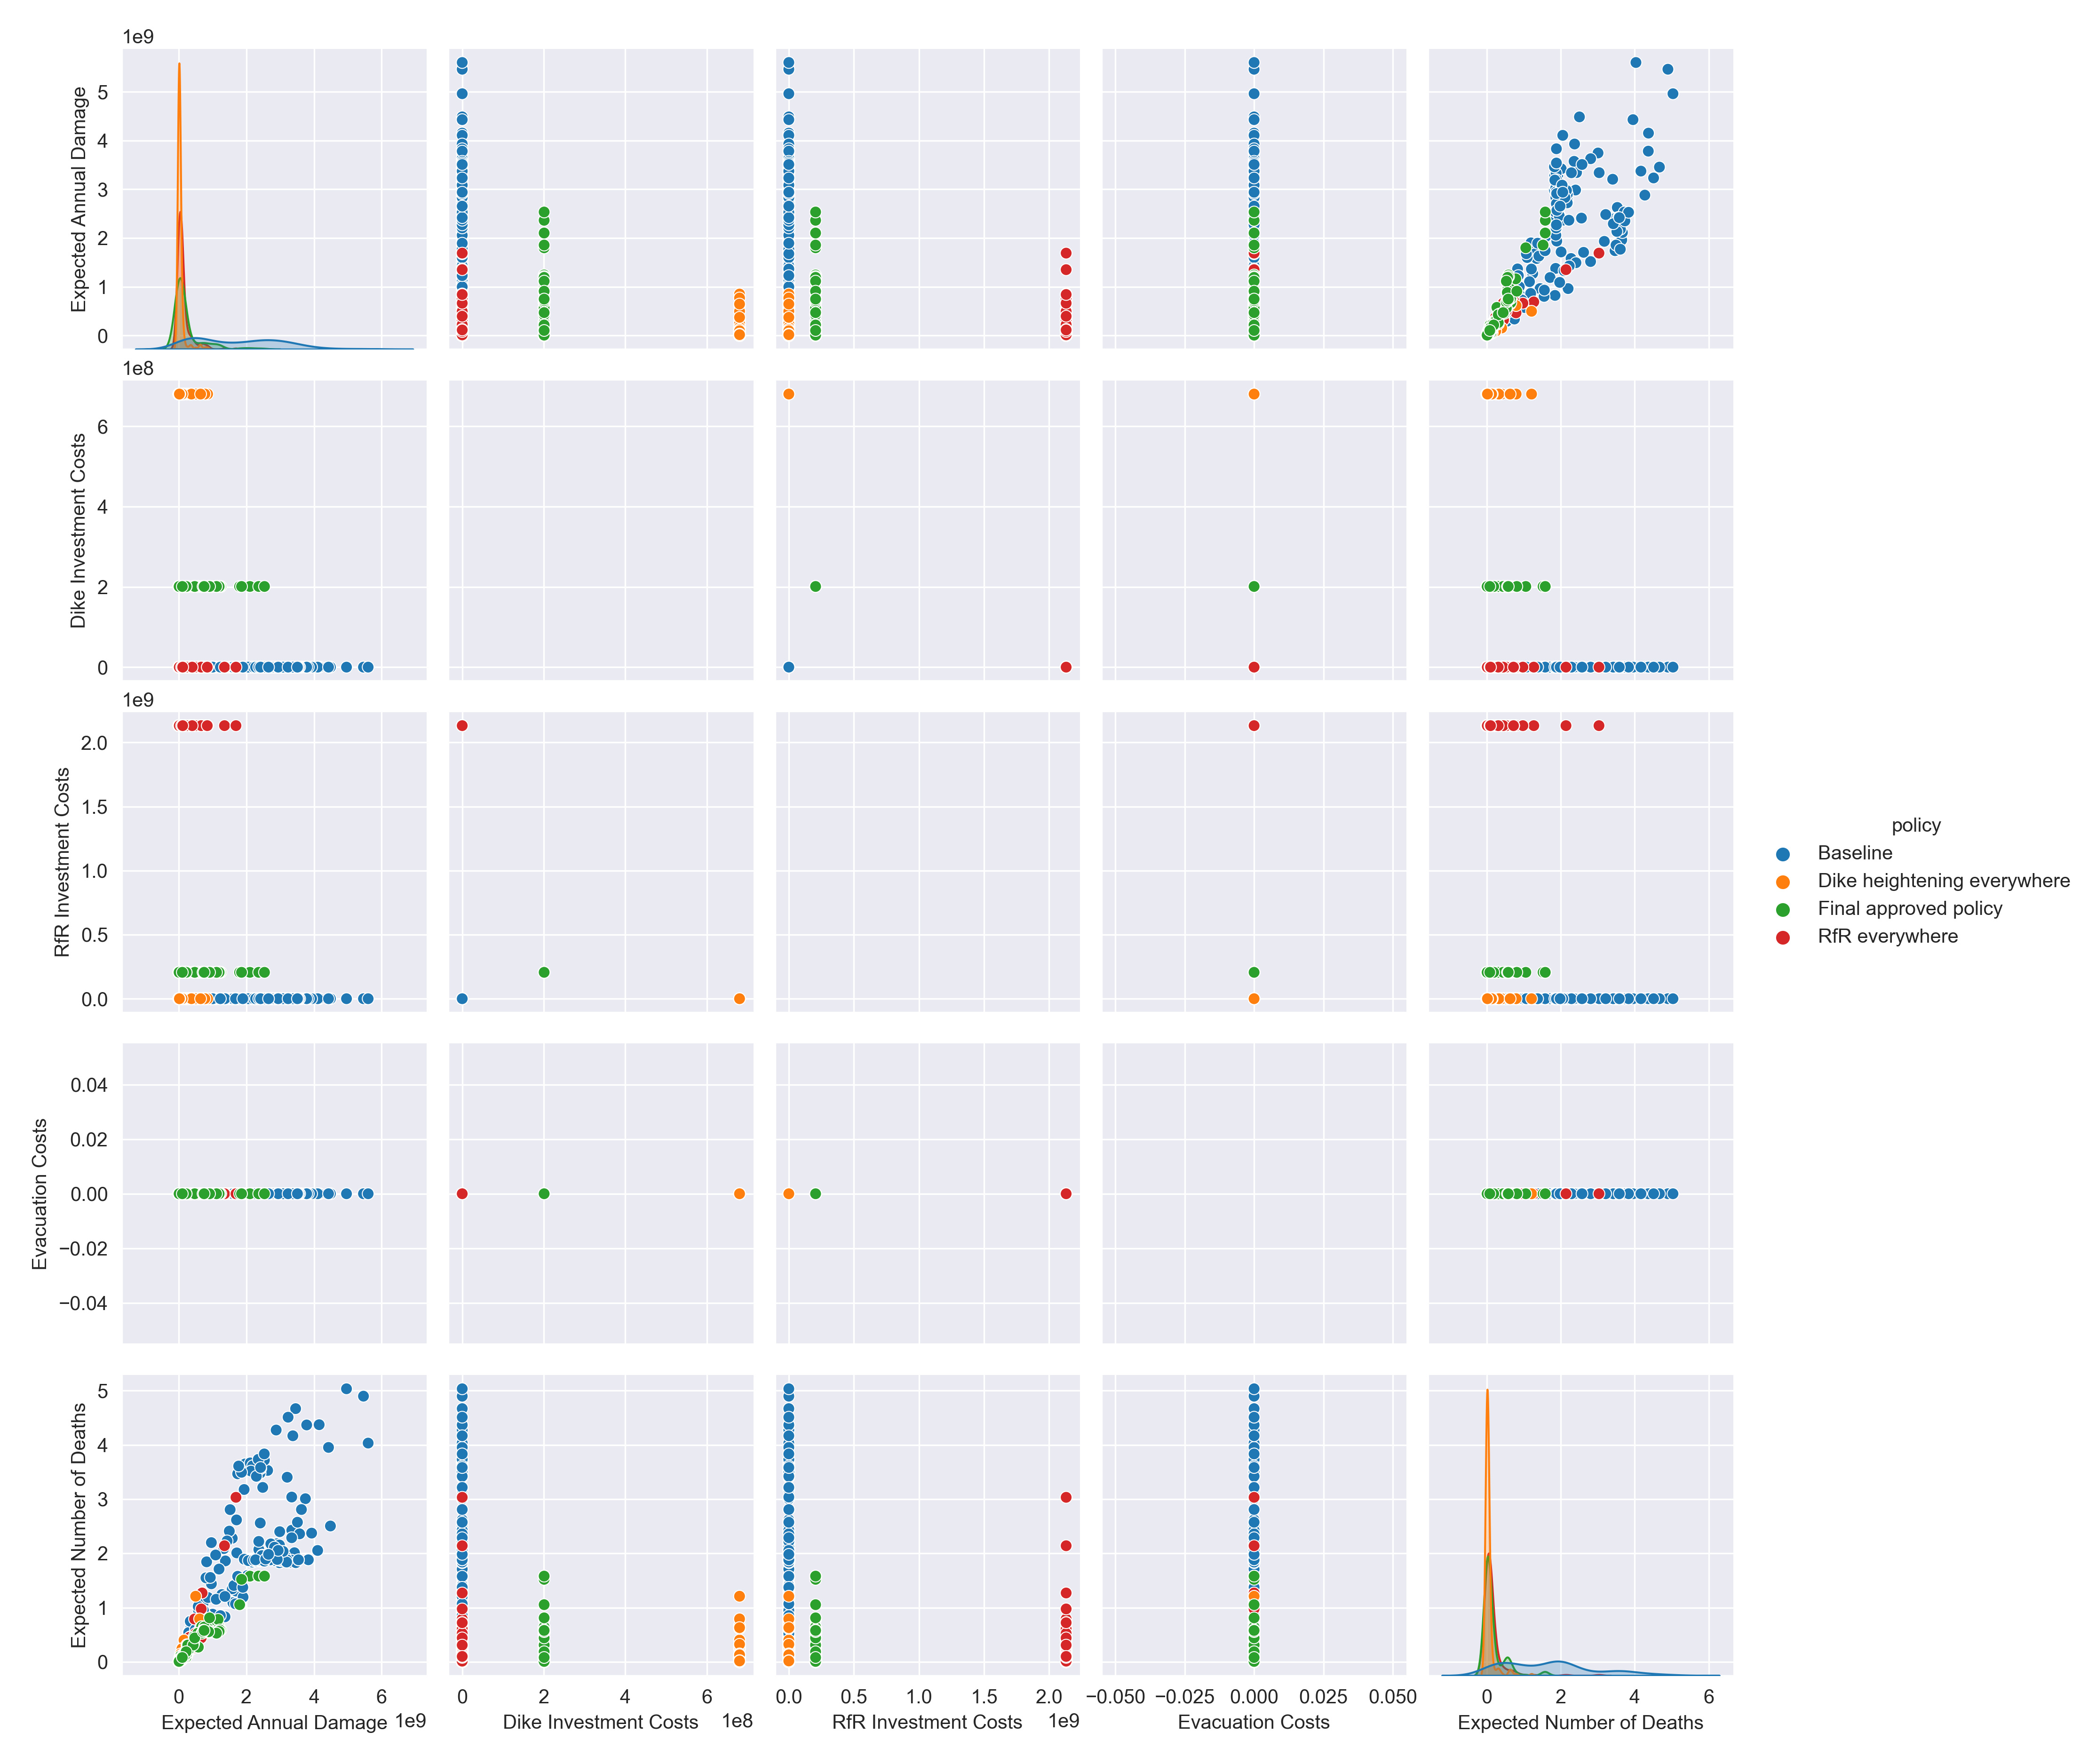 1e9
5
4
3
2
1
0
Expected Annual Damage
1e8
6
4
2
0
Dike Investment Costs
1e9
2.0
1.5
1.0
0.5
0.0
RfR Investment Costs
policy
Baseline
Dike heightening everywhere
Final approved policy
RfR everywhere
0.04
0.02
0.00
−0.02
−0.04
Evacuation Costs
5
4
3
2
1
0
Expected Number of Deaths
0 2 4 6
Expected Annual Damage 1e9
0 2 4 6
Dike Investment Costs 1e8
0.0 0.5 1.0 1.5 2.0
RfR Investment Costs 1e9
−0.050 −0.025 0.000 0.025 0.050
Evacuation Costs
0 2 4 6
Expected Number of Deaths